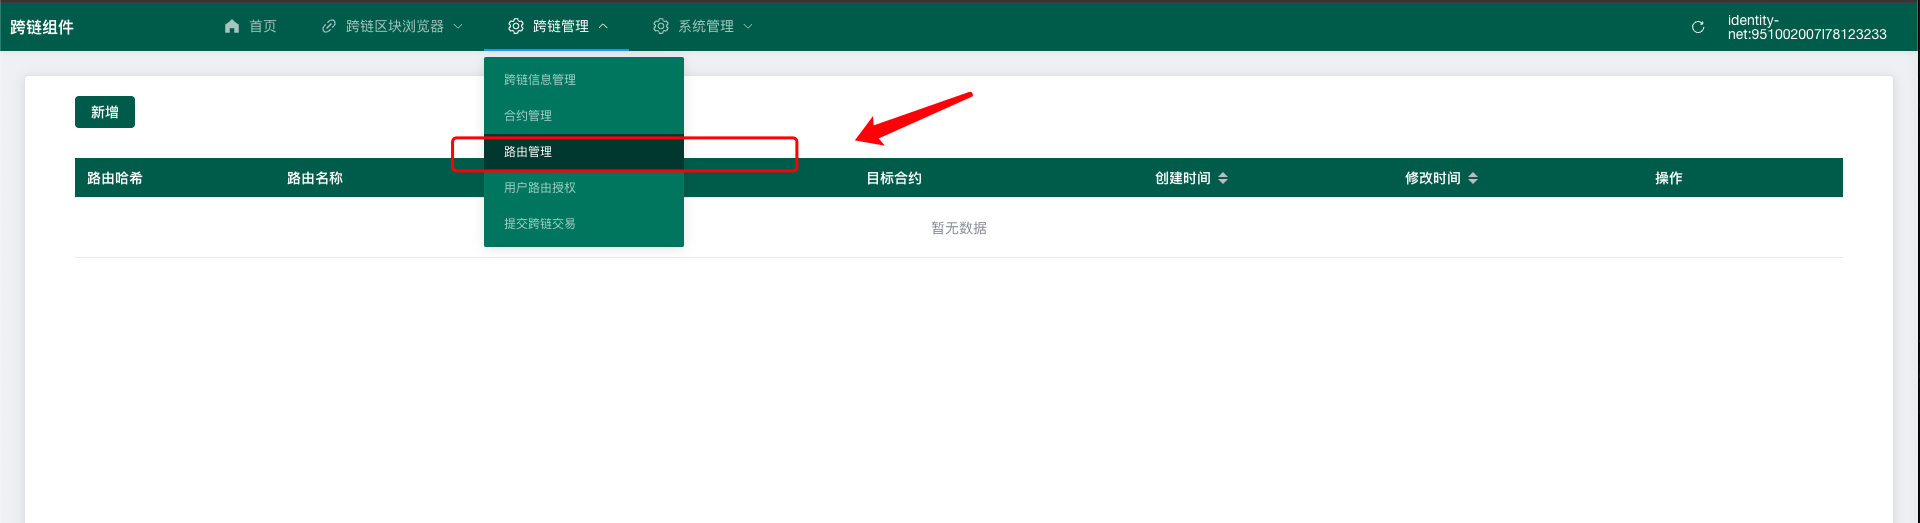 跨链组件
首页
跨链区块浏览器
跨链管理
系统管理
identity-
net:951002007l78123233
跨链信息管理
合约管理
路由管理
用户路由授权
提交跨链交易
新增
路由哈希
路由名称
目标合约
创建时间
修改时间
操作
暂无数据